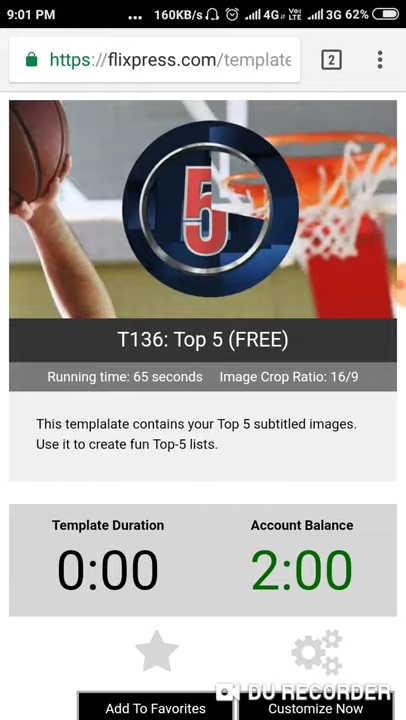 9:01 PM ... 160KB/s 4G VoLTE 3G 62%
https://flixpress.com/template
2
5
T136: Top 5 (FREE)
Running time: 65 seconds Image Crop Ratio: 16/9
This templalate contains your Top 5 subtitled images.
Use it to create fun Top-5 lists.
Template Duration Account Balance
0:00 2:00
DU RECORDER
Add To Favorites Customize Now